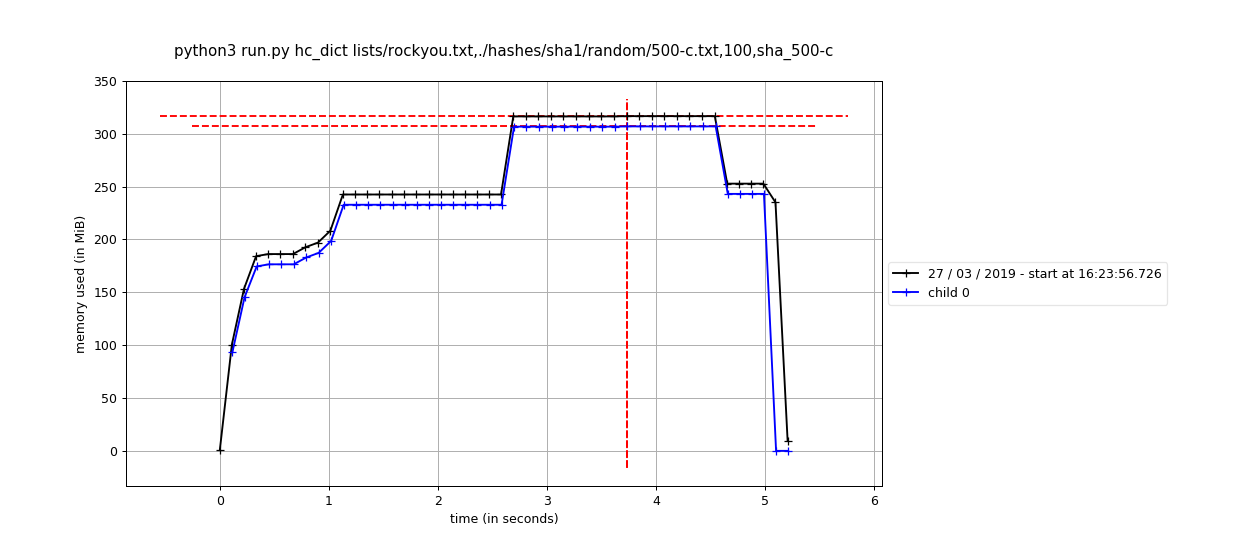 python3 run.py hc_dict lists/rockyou.txt,./hashes/sha1/random/500-c.txt,100,sha_500-c
350
300
250
200
150
100
50
0
memory used (in MiB)
0 1 2 3 4 5 6
time (in seconds)
27 / 03 / 2019 - start at 16:23:56.726
child 0